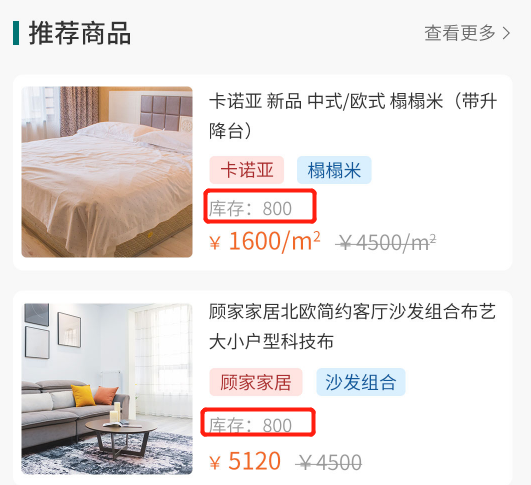 推荐商品
查看更多 >
卡诺亚 新品 中式/欧式 榻榻米（带升
降台）
卡诺亚 榻榻米
库存：800
￥1600/m² ￥4500/m²
顾家家居北欧简约客厅沙发组合布艺
大小户型科技布
顾家家居 沙发组合
库存：800
￥5120 ￥4500